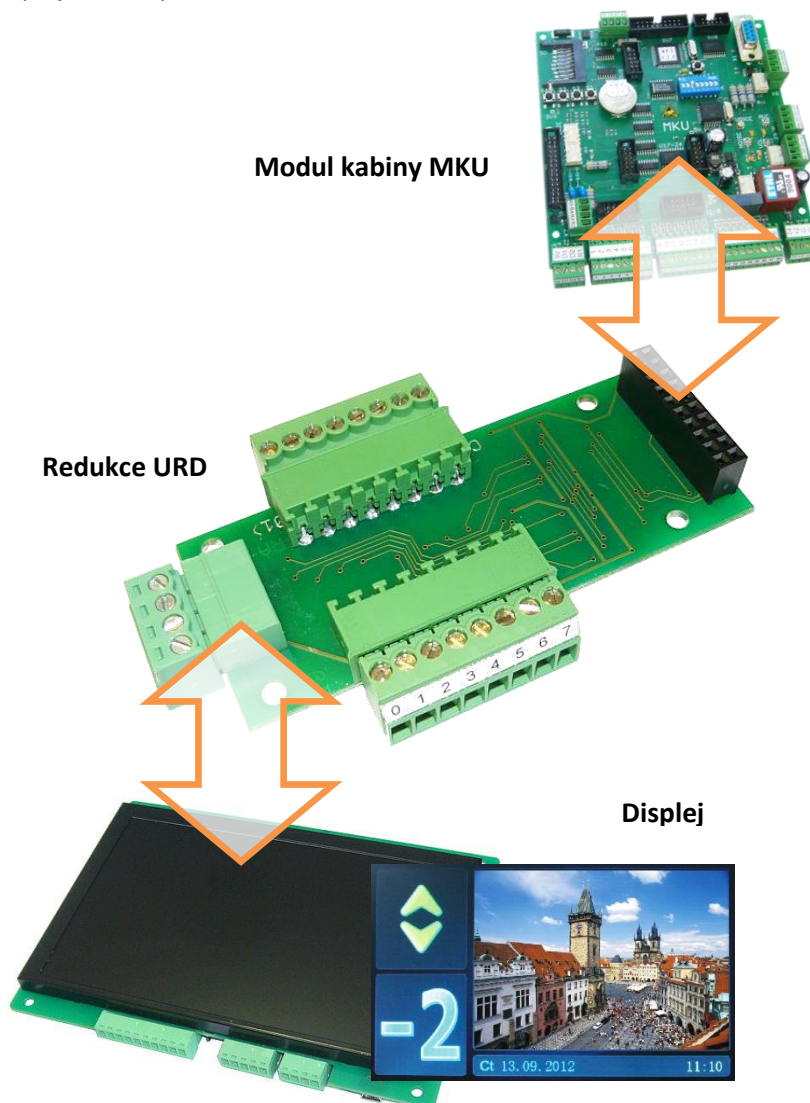 Modul kabiny MKU
MKU
Redukce URD
0 1 2 3 4 5 6 7
Displej
-2
Ct 13.09.2012 11:10